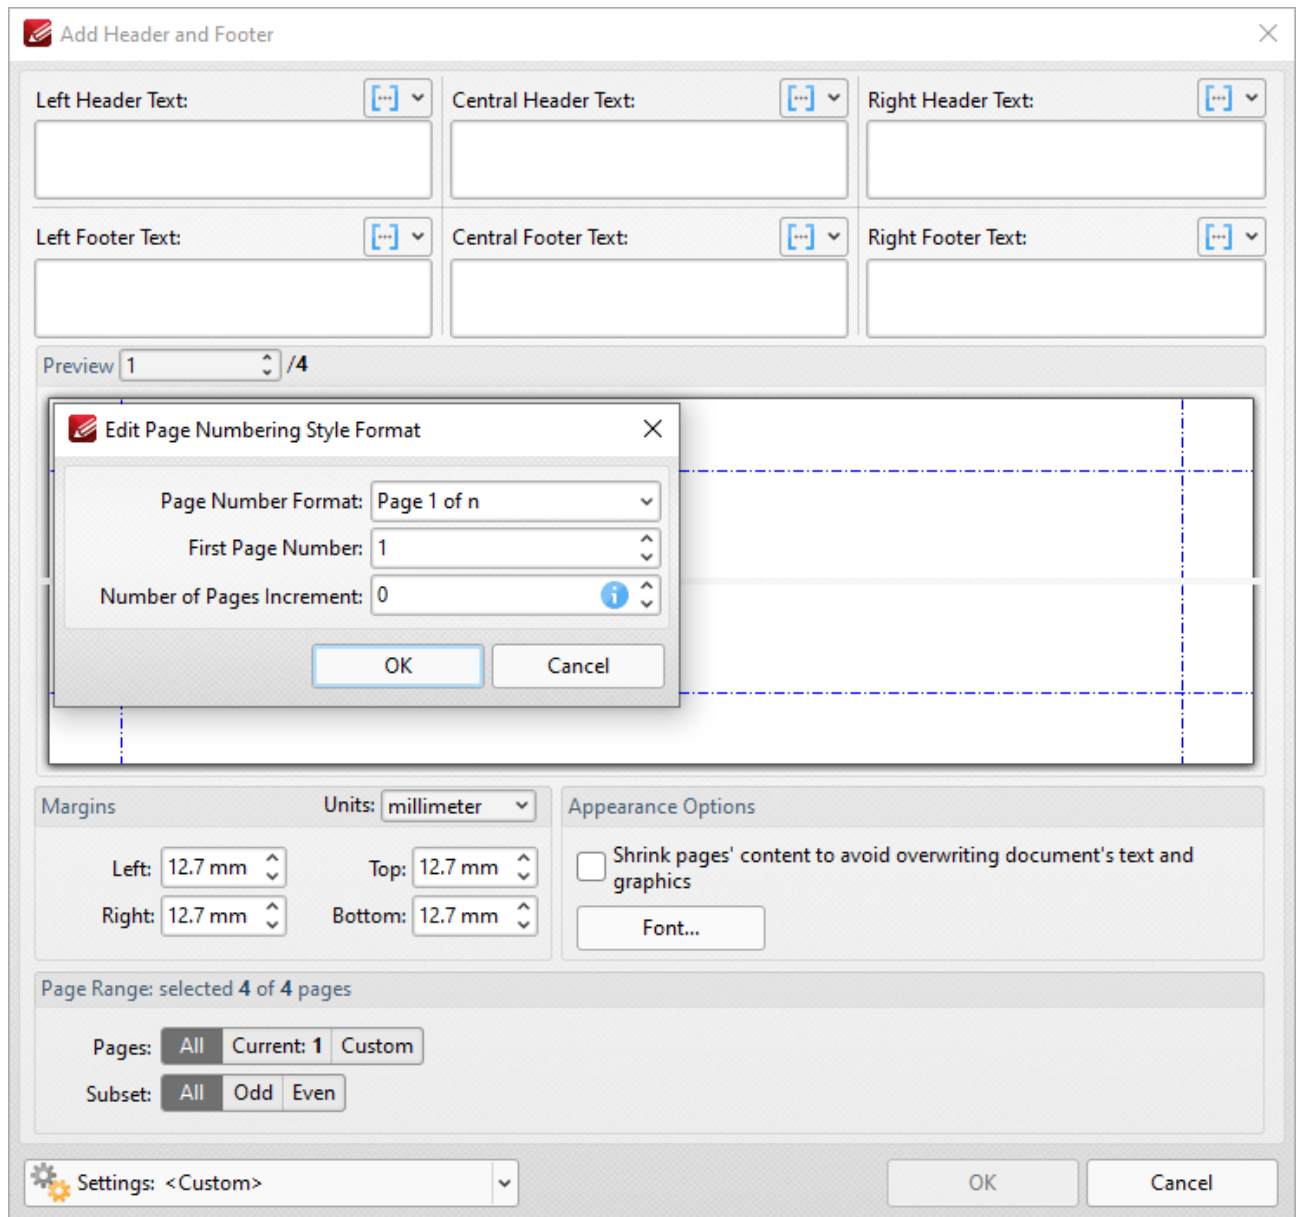 Add Header and Footer
Left Header Text:
Central Header Text:
Right Header Text:
Left Footer Text:
Central Footer Text:
Right Footer Text:
Preview 1 /4
Edit Page Numbering Style Format
Page Number Format: Page 1 of n
First Page Number: 1
Number of Pages Increment: 0
OK Cancel
Margins
Units: millimeter
Left: 12.7 mm Top: 12.7 mm
Right: 12.7 mm Bottom: 12.7 mm
Appearance Options
Shrink pages' content to avoid overwriting document's text and
graphics
Font...
Page Range: selected 4 of 4 pages
Pages: All Current: 1 Custom
Subset: All Odd Even
Settings: <Custom>
OK Cancel